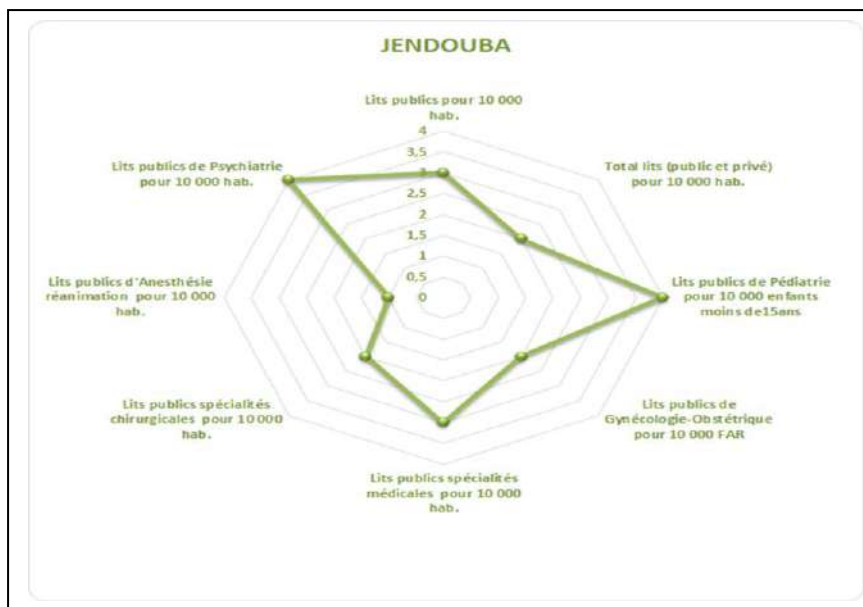 JENDOUBA
Lits publics pour 10 000
hab.
Total lits (public et privé)
pour 10 000 hab.
Lits publics de Pédiatrie
pour 10 000 enfants
moins de15ans
Lits publics de
Gynécologie-Obstétrique
pour 10 000 FAR
Lits publics spécialités
médicales pour 10 000
hab.
Lits publics spécialités
chirurgicales pour 10 000
hab.
Lits publics d'Anesthésie
réanimation pour 10 000
hab.
Lits publics de Psychiatrie
pour 10 000 hab.
4
3,5
3
2,5
2
1,5
1
0,5
0